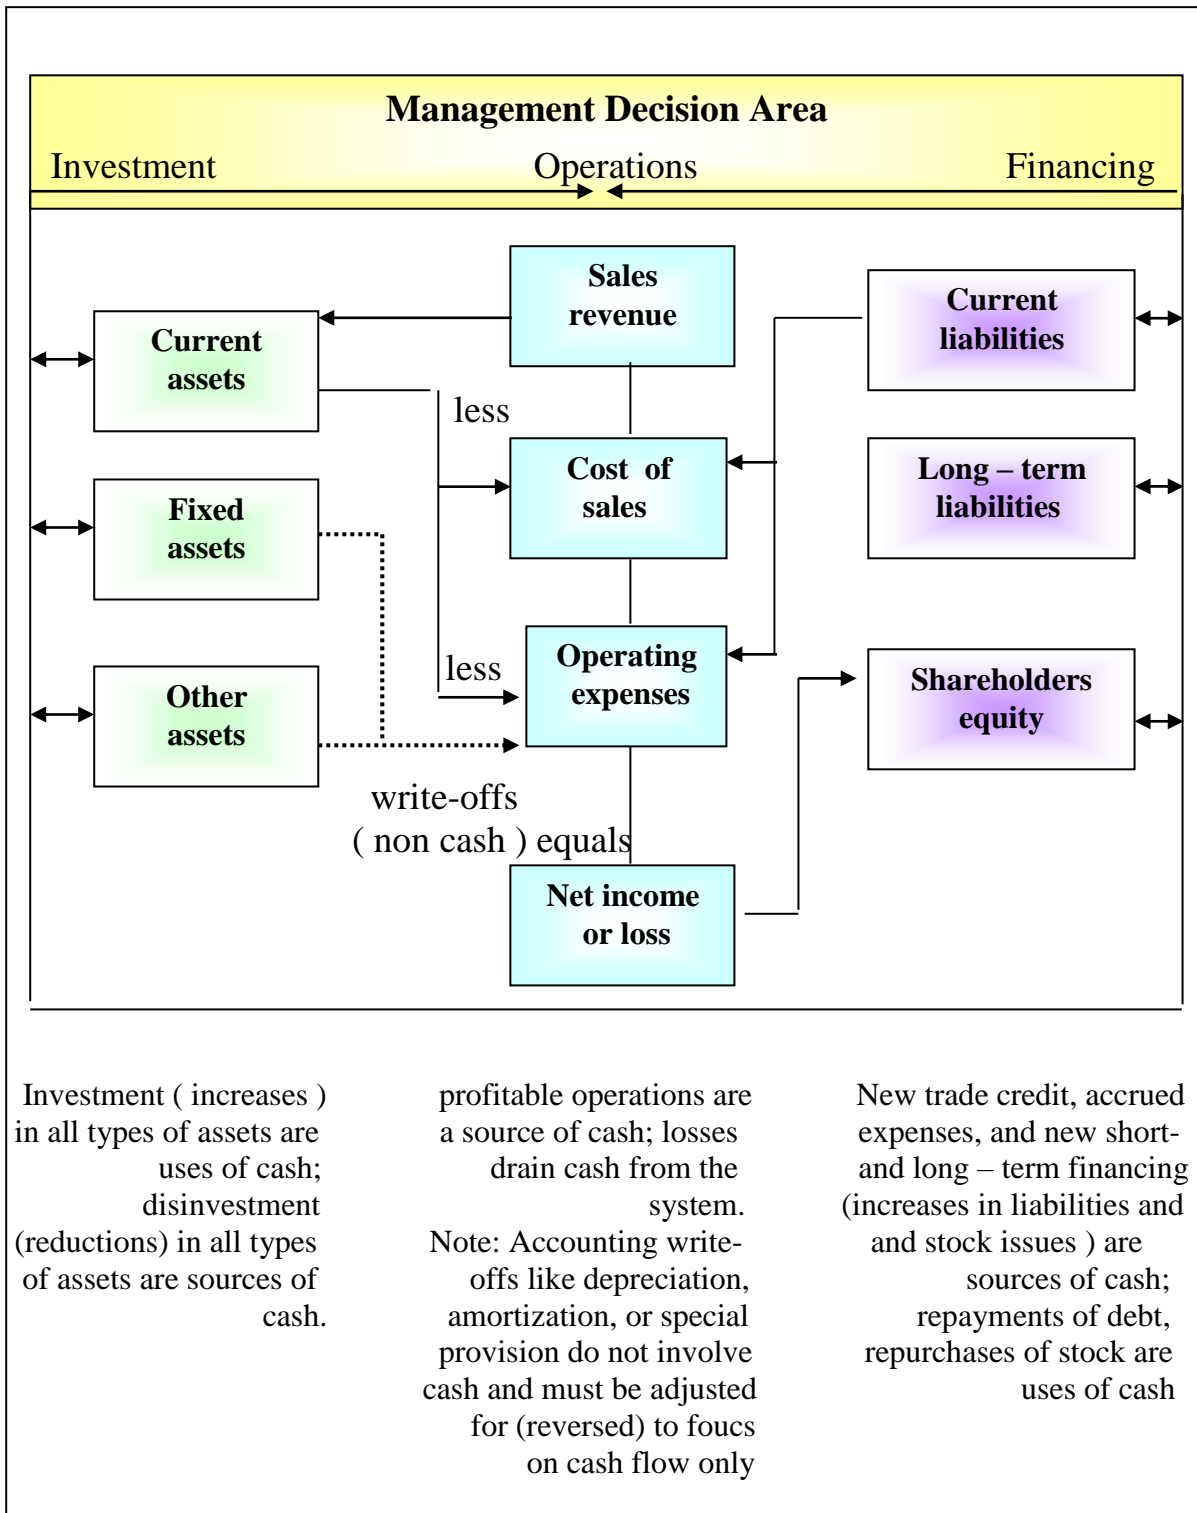 Management Decision Area
Investment Operations Financing
Sales
revenue
Current
assets
Current
liabilities
less
Cost of
sales
Long – term
liabilities
Fixed
assets
less
Operating
expenses
Shareholders
equity
Other
assets
write-offs
( non cash ) equals
Net income
or loss
Investment ( increases )
in all types of assets are
uses of cash;
disinvestment
(reductions) in all types
of assets are sources of
cash.
profitable operations are
a source of cash; losses
drain cash from the
system.
Note: Accounting write-
offs like depreciation,
amortization, or special
provision do not involve
cash and must be adjusted
for (reversed) to foucs
on cash flow only
New trade credit, accrued
expenses, and new short-
and long – term financing
(increases in liabilities and
and stock issues ) are
sources of cash;
repayments of debt,
repurchases of stock are
uses of cash